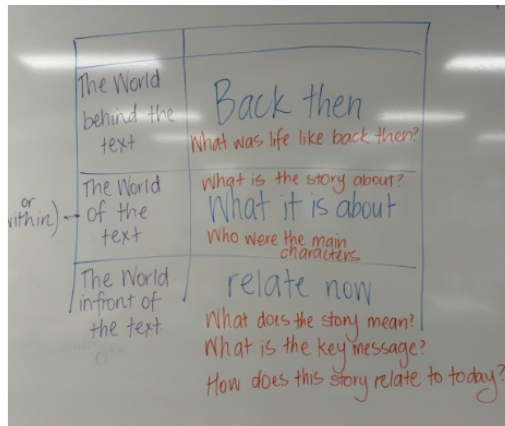 The World
behind the
text
Back then
What was life like back then?
or
within)
The World
of the
text
What is the story about?
What it is about
Who were the main
characters
The World
infront of
the text
relate now
What does the story mean?
What is the key message?
How does this story relate to today?